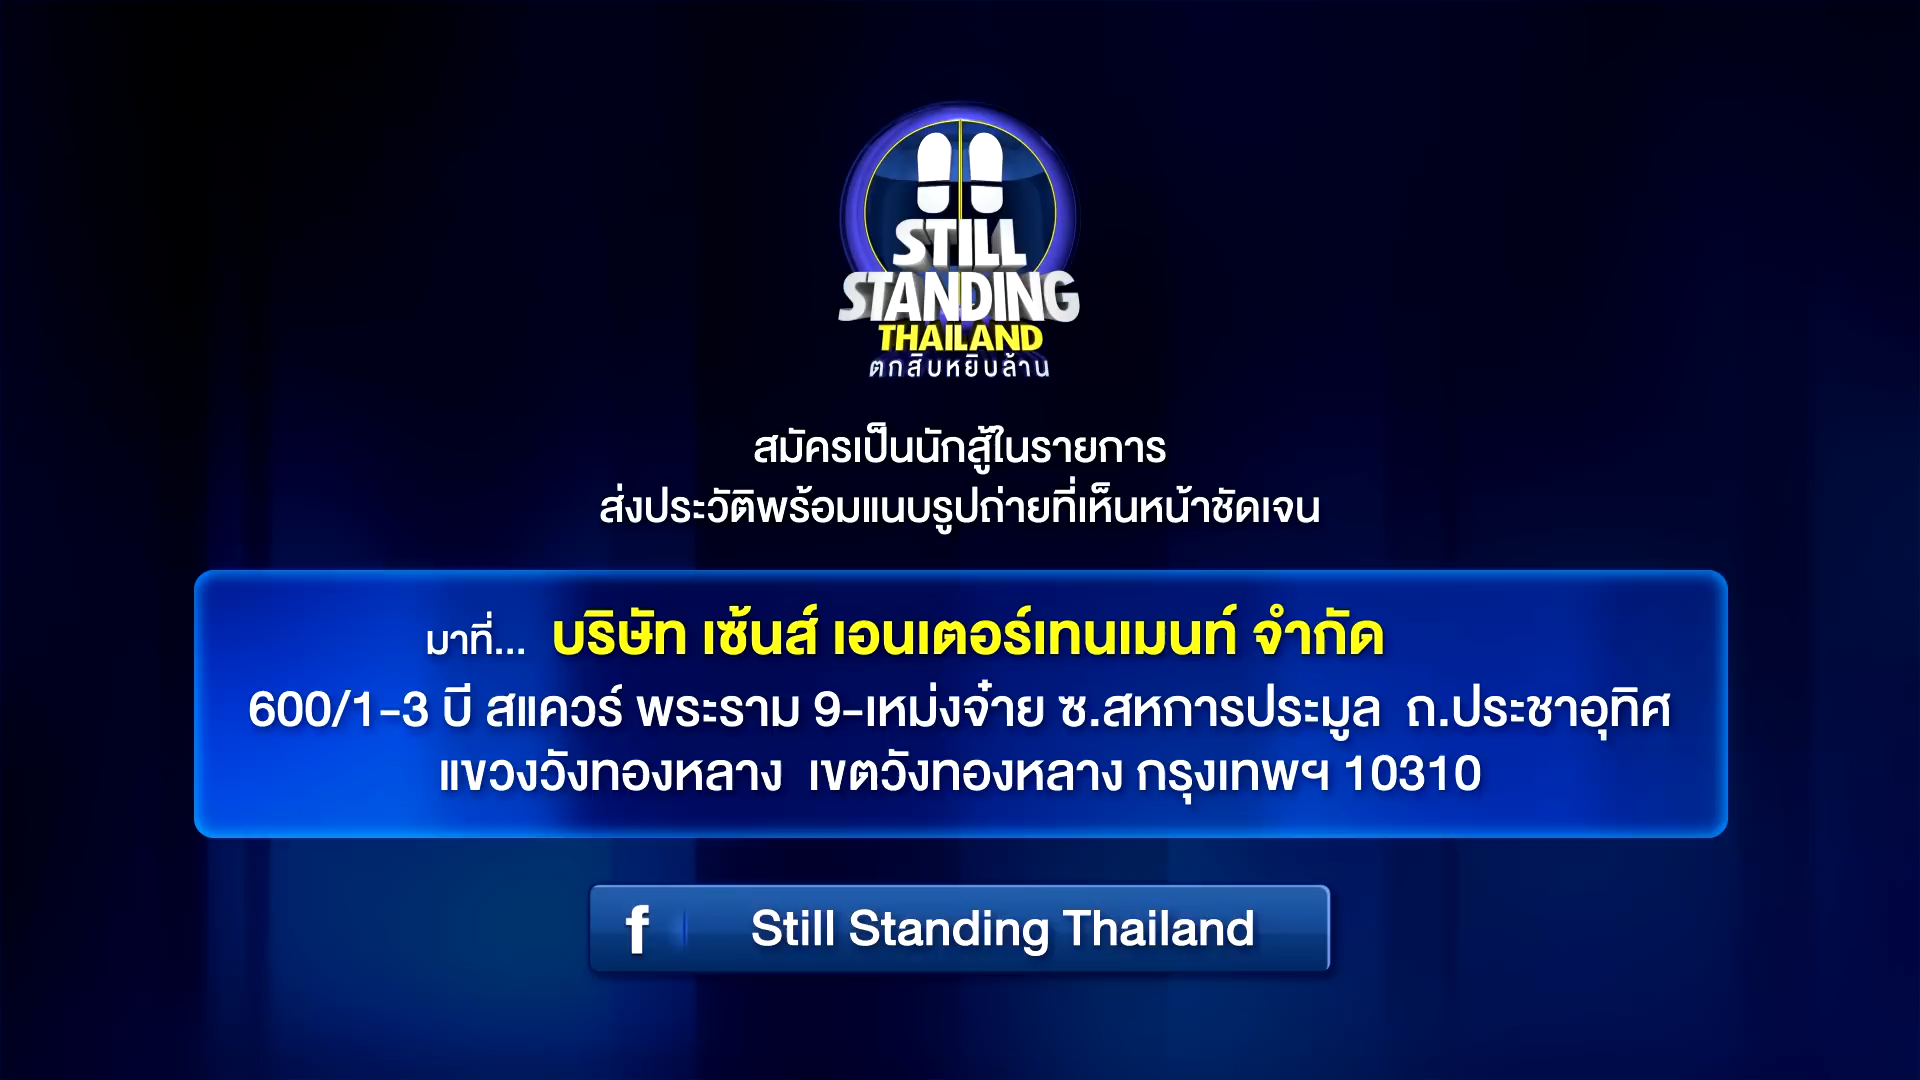 STILL
STANDING
THAILAND
ตกสิบหยิบล้าน
สมัครเป็นนักสู้ในรายการ
ส่งประวัติพร้อมแนบรูปถ่ายที่เห็นหน้าชัดเจน
มาที่... บริษัท เซ้นส์ เอนเตอร์เทนเมนท์ จำกัด
600/1-3 บี สแควร์ พระราม 9-เหม่งจ๋าย ซ.สหการประมูล ถ.ประชาอุทิศ
แขวงวังทองหลาง เขตวังทองหลาง กรุงเทพฯ 10310
f Still Standing Thailand